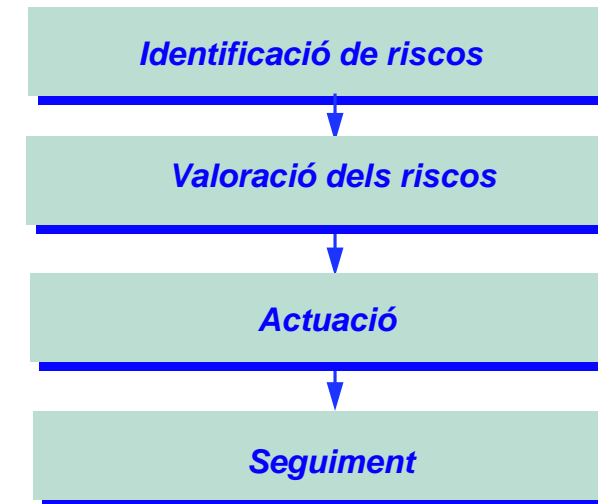 Identificació de riscos
Valoració dels riscos
Actuació
Seguiment